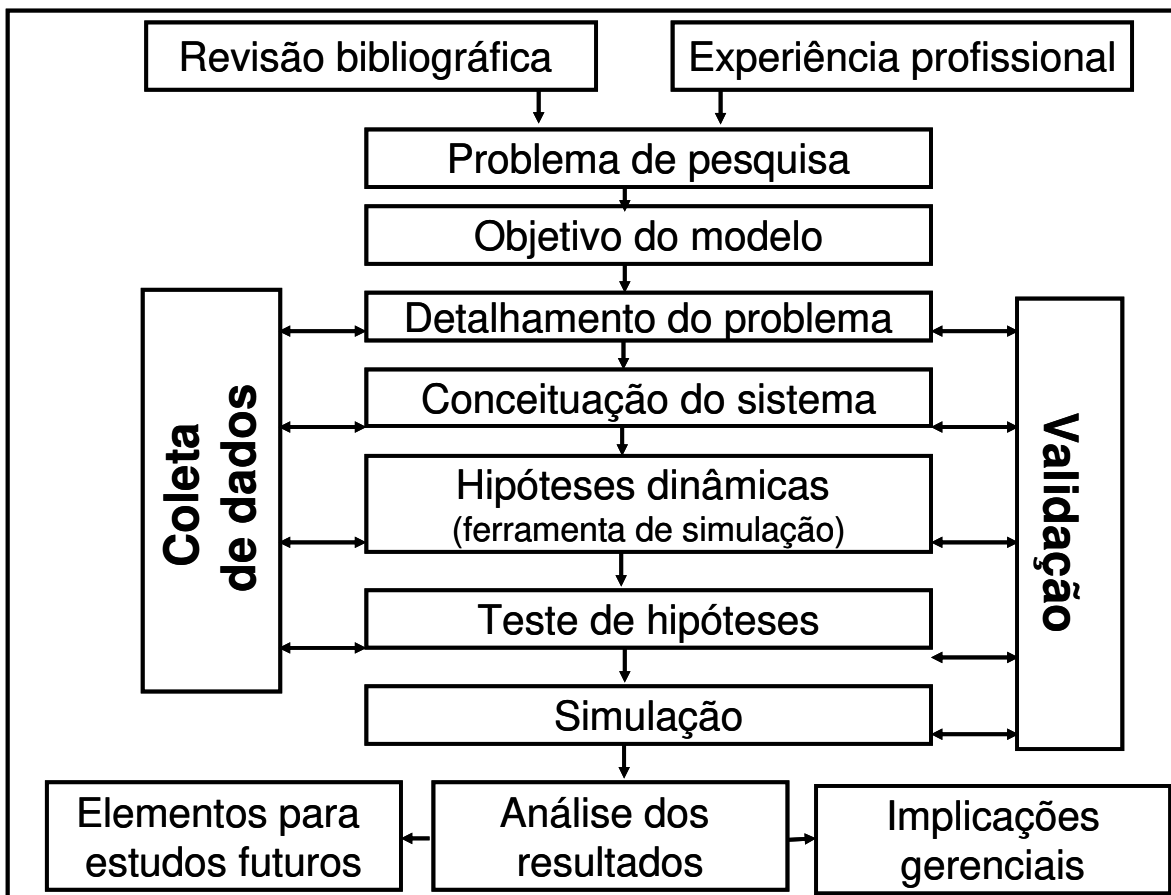 Revisão bibliográfica
Experiência profissional
Problema de pesquisa
Objetivo do modelo
Detalhamento do problema
Conceituação do sistema
Hipóteses dinâmicas
(ferramenta de simulação)
Teste de hipóteses
Simulação
Coleta
de dados
Validação
Elementos para
estudos futuros
Análise dos
resultados
Implicações
gerenciais